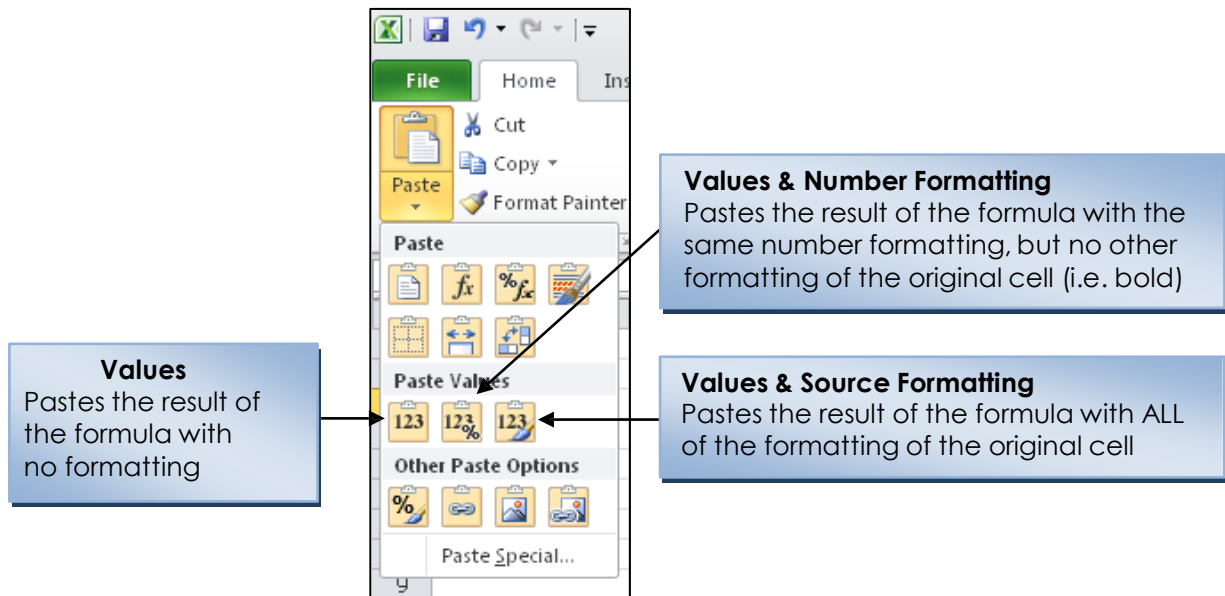 File Home Ins
Cut
Copy
Paste
Format Painter
Paste
fx %fx
Paste Values
123 123% 123
Other Paste Options
%
Paste Special...
9
Values & Number Formatting
Pastes the result of the formula with the
same number formatting, but no other
formatting of the original cell (i.e. bold)
Values
Pastes the result of
the formula with
no formatting
Values & Source Formatting
Pastes the result of the formula with ALL
of the formatting of the original cell